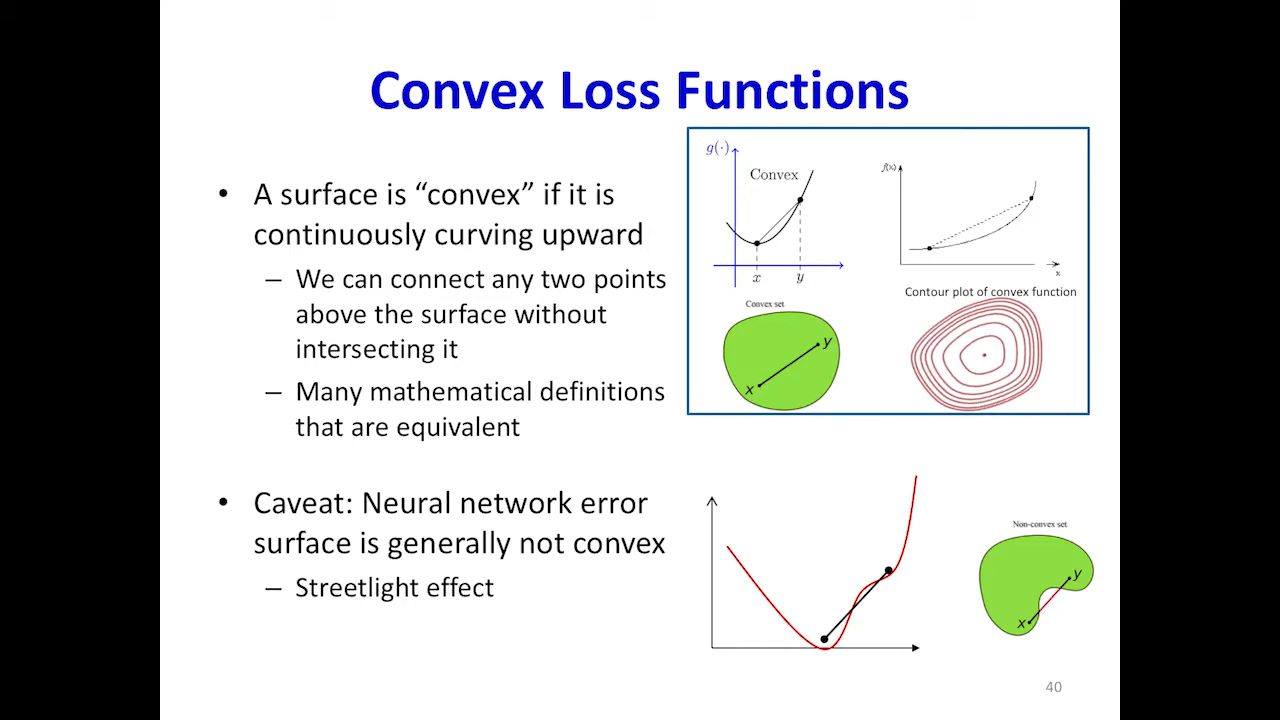 Convex Loss Functions
• A surface is “convex” if it is
continuously curving upward
– We can connect any two points
above the surface without
intersecting it
– Many mathematical definitions
that are equivalent
• Caveat: Neural network error
surface is generally not convex
– Streetlight effect
g(·)
Convex
x y
f(x)
x
Convex set
y
x
Contour plot of convex function
Non-convex set
y
x
40